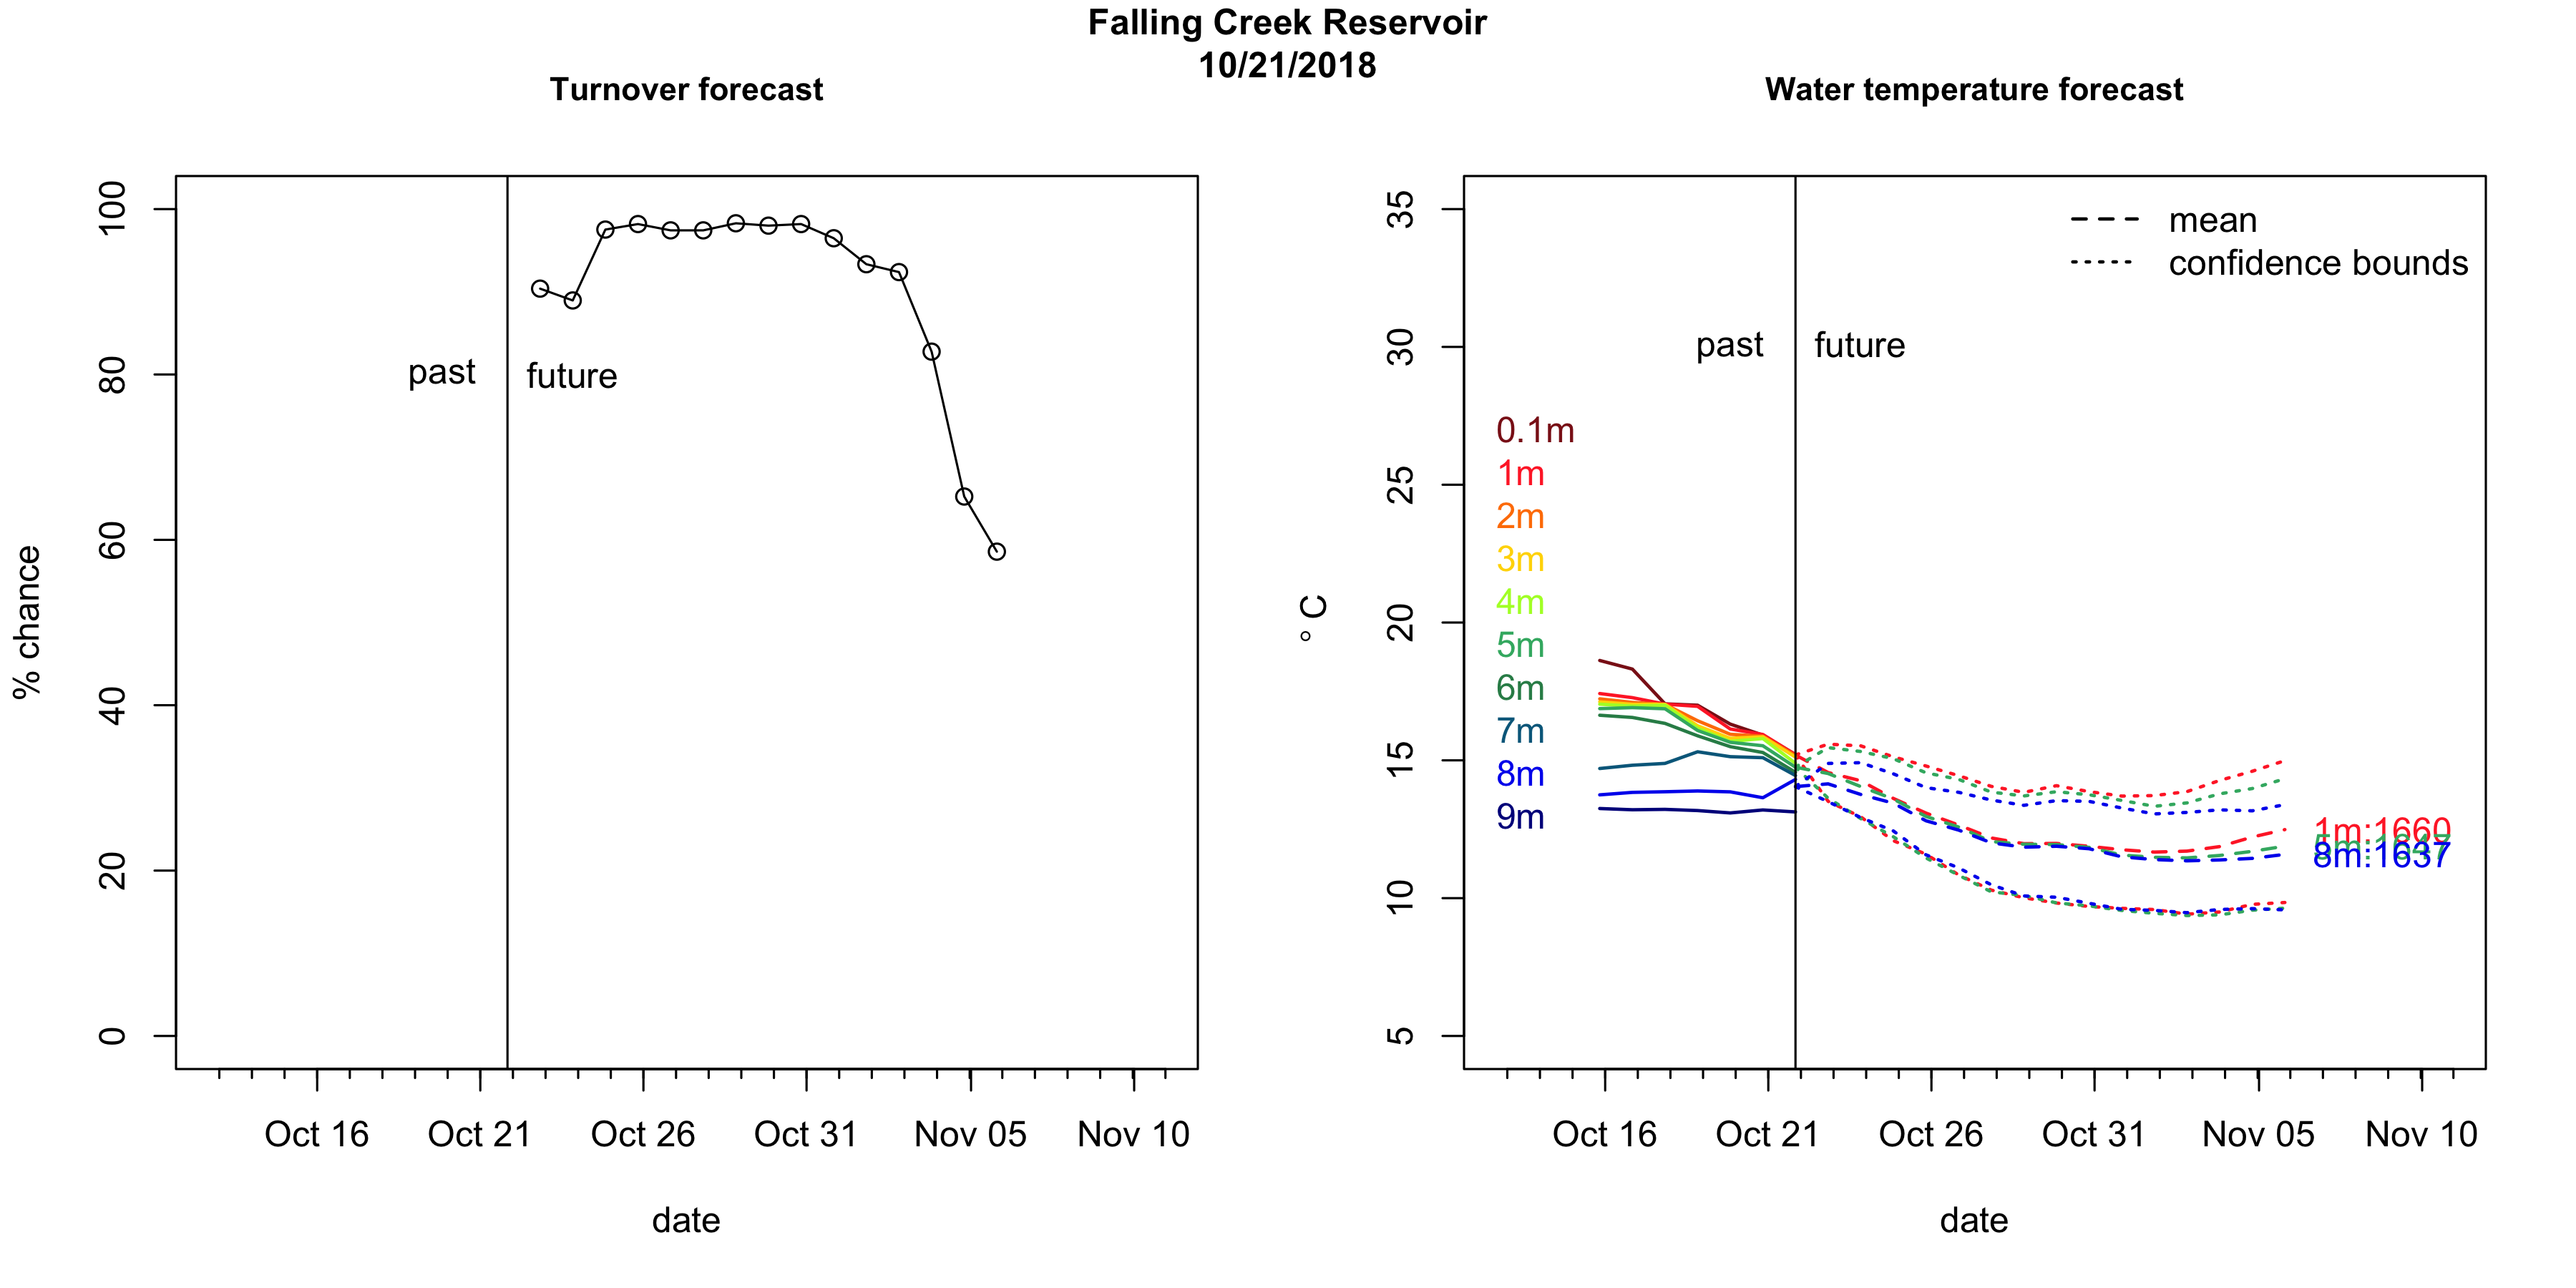 Falling Creek Reservoir
10/21/2018
Turnover forecast
% chance
100
80
60
40
20
0
past
future
Oct 16
Oct 21
Oct 26
Oct 31
Nov 05
Nov 10
date
Water temperature forecast
° C
35
30
25
20
15
10
5
mean
confidence bounds
past
future
0.1m
1m
2m
3m
4m
5m
6m
7m
8m
9m
1m:1660
8m:1637
Oct 16
Oct 21
Oct 26
Oct 31
Nov 05
Nov 10
date